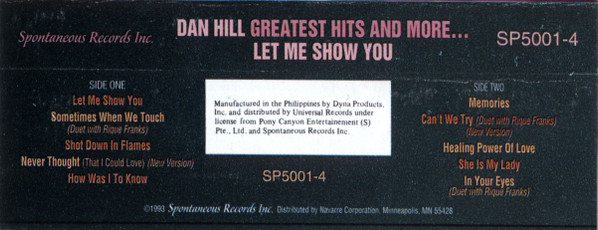 Spontaneous Records Inc.
DAN HILL GREATEST HITS AND MORE...
LET ME SHOW YOU
SP5001-4
SIDE ONE
Let Me Show You
Sometimes When We Touch
(Duet with Rique Franks)
Shot Down In Flames
Never Thought (That I Could Love) (New Version)
How Was I To Know
Manufactured in the Philippines by Dyna Products,
Inc. and distributed by Universal Records under
license from Pony Canyon Entertainement (S)
Pte., Ltd. and Spontaneous Records Inc.
SP5001-4
SIDE TWO
Memories
Can't We Try (Duet with Rique Franks)
(New Version)
Healing Power Of Love
She Is My Lady
In Your Eyes
(Duet with Rique Franks)
©1993 Spontaneous Records Inc. Distributed by Navarre Corporation, Minneapolis, MN 55428